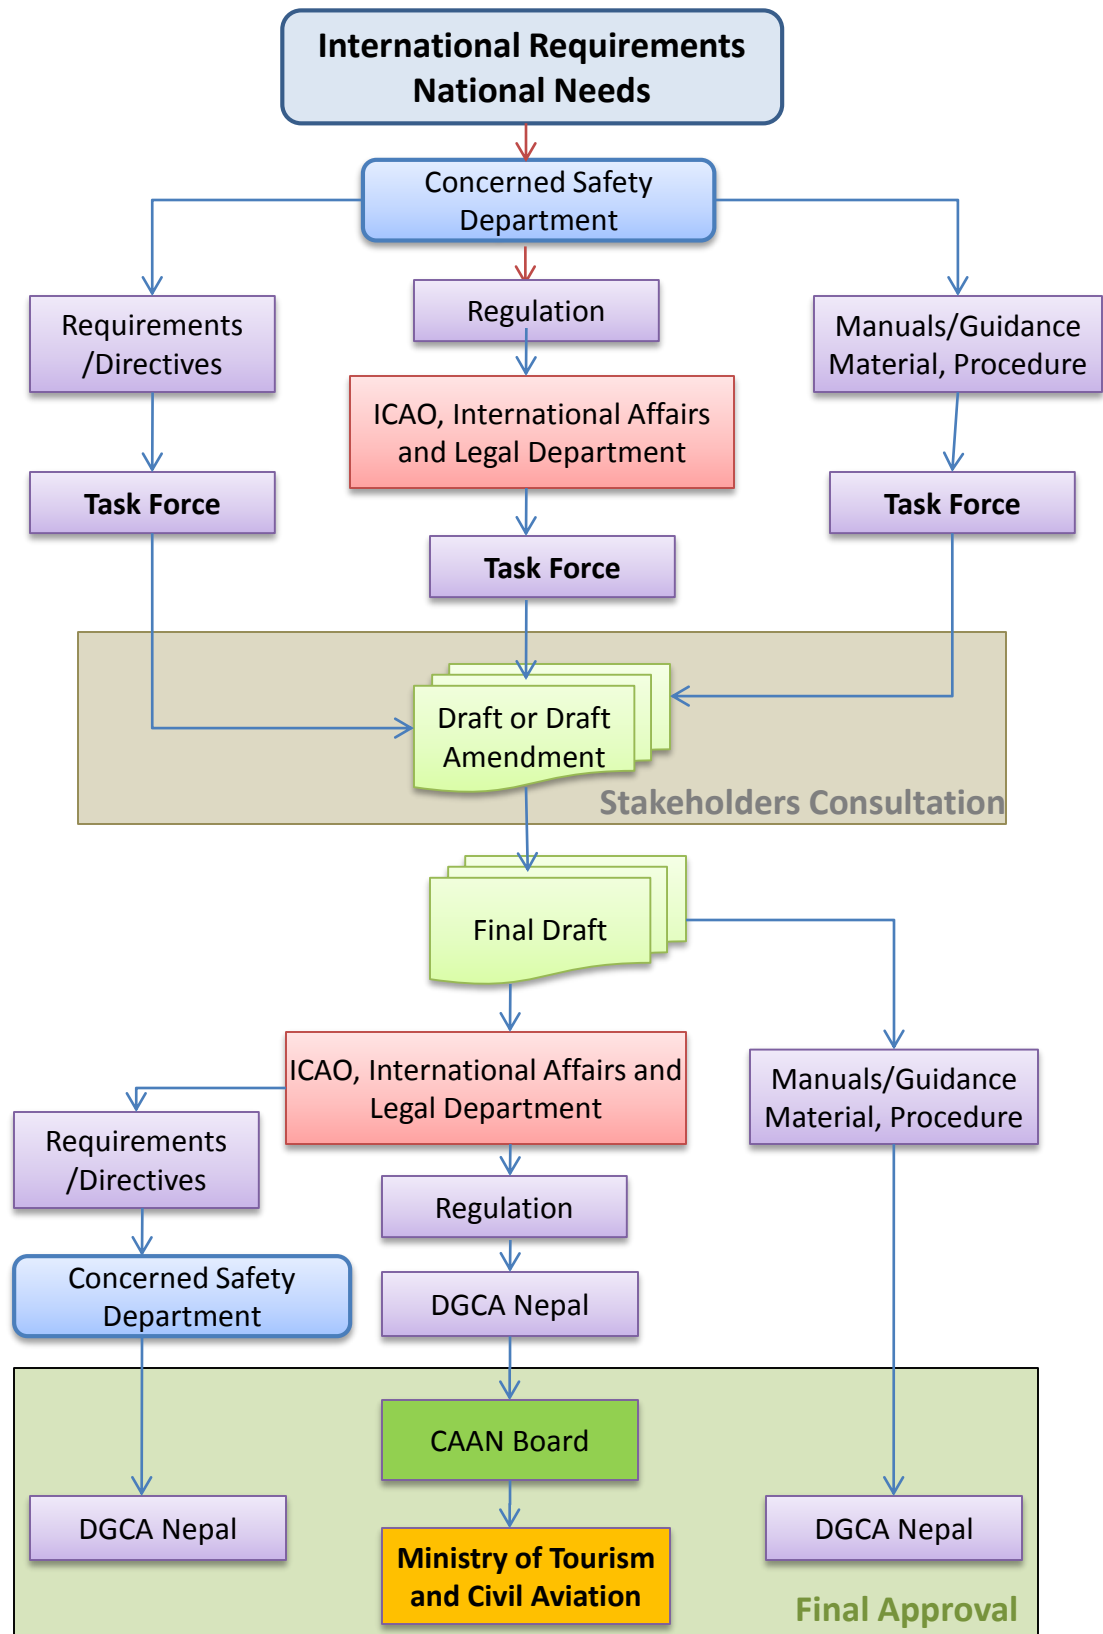 International Requirements
National Needs
Concerned Safety
Department
Requirements
/Directives
Regulation
Manuals/Guidance
Material, Procedure
ICAO, International Affairs
and Legal Department
Task Force
Task Force
Task Force
Draft or Draft
Amendment
Stakeholders Consultation
Final Draft
ICAO, International Affairs and
Legal Department
Manuals/Guidance
Material, Procedure
Requirements
/Directives
Regulation
Concerned Safety
Department
DGCA Nepal
CAAN Board
DGCA Nepal
DGCA Nepal
Ministry of Tourism
and Civil Aviation
Final Approval